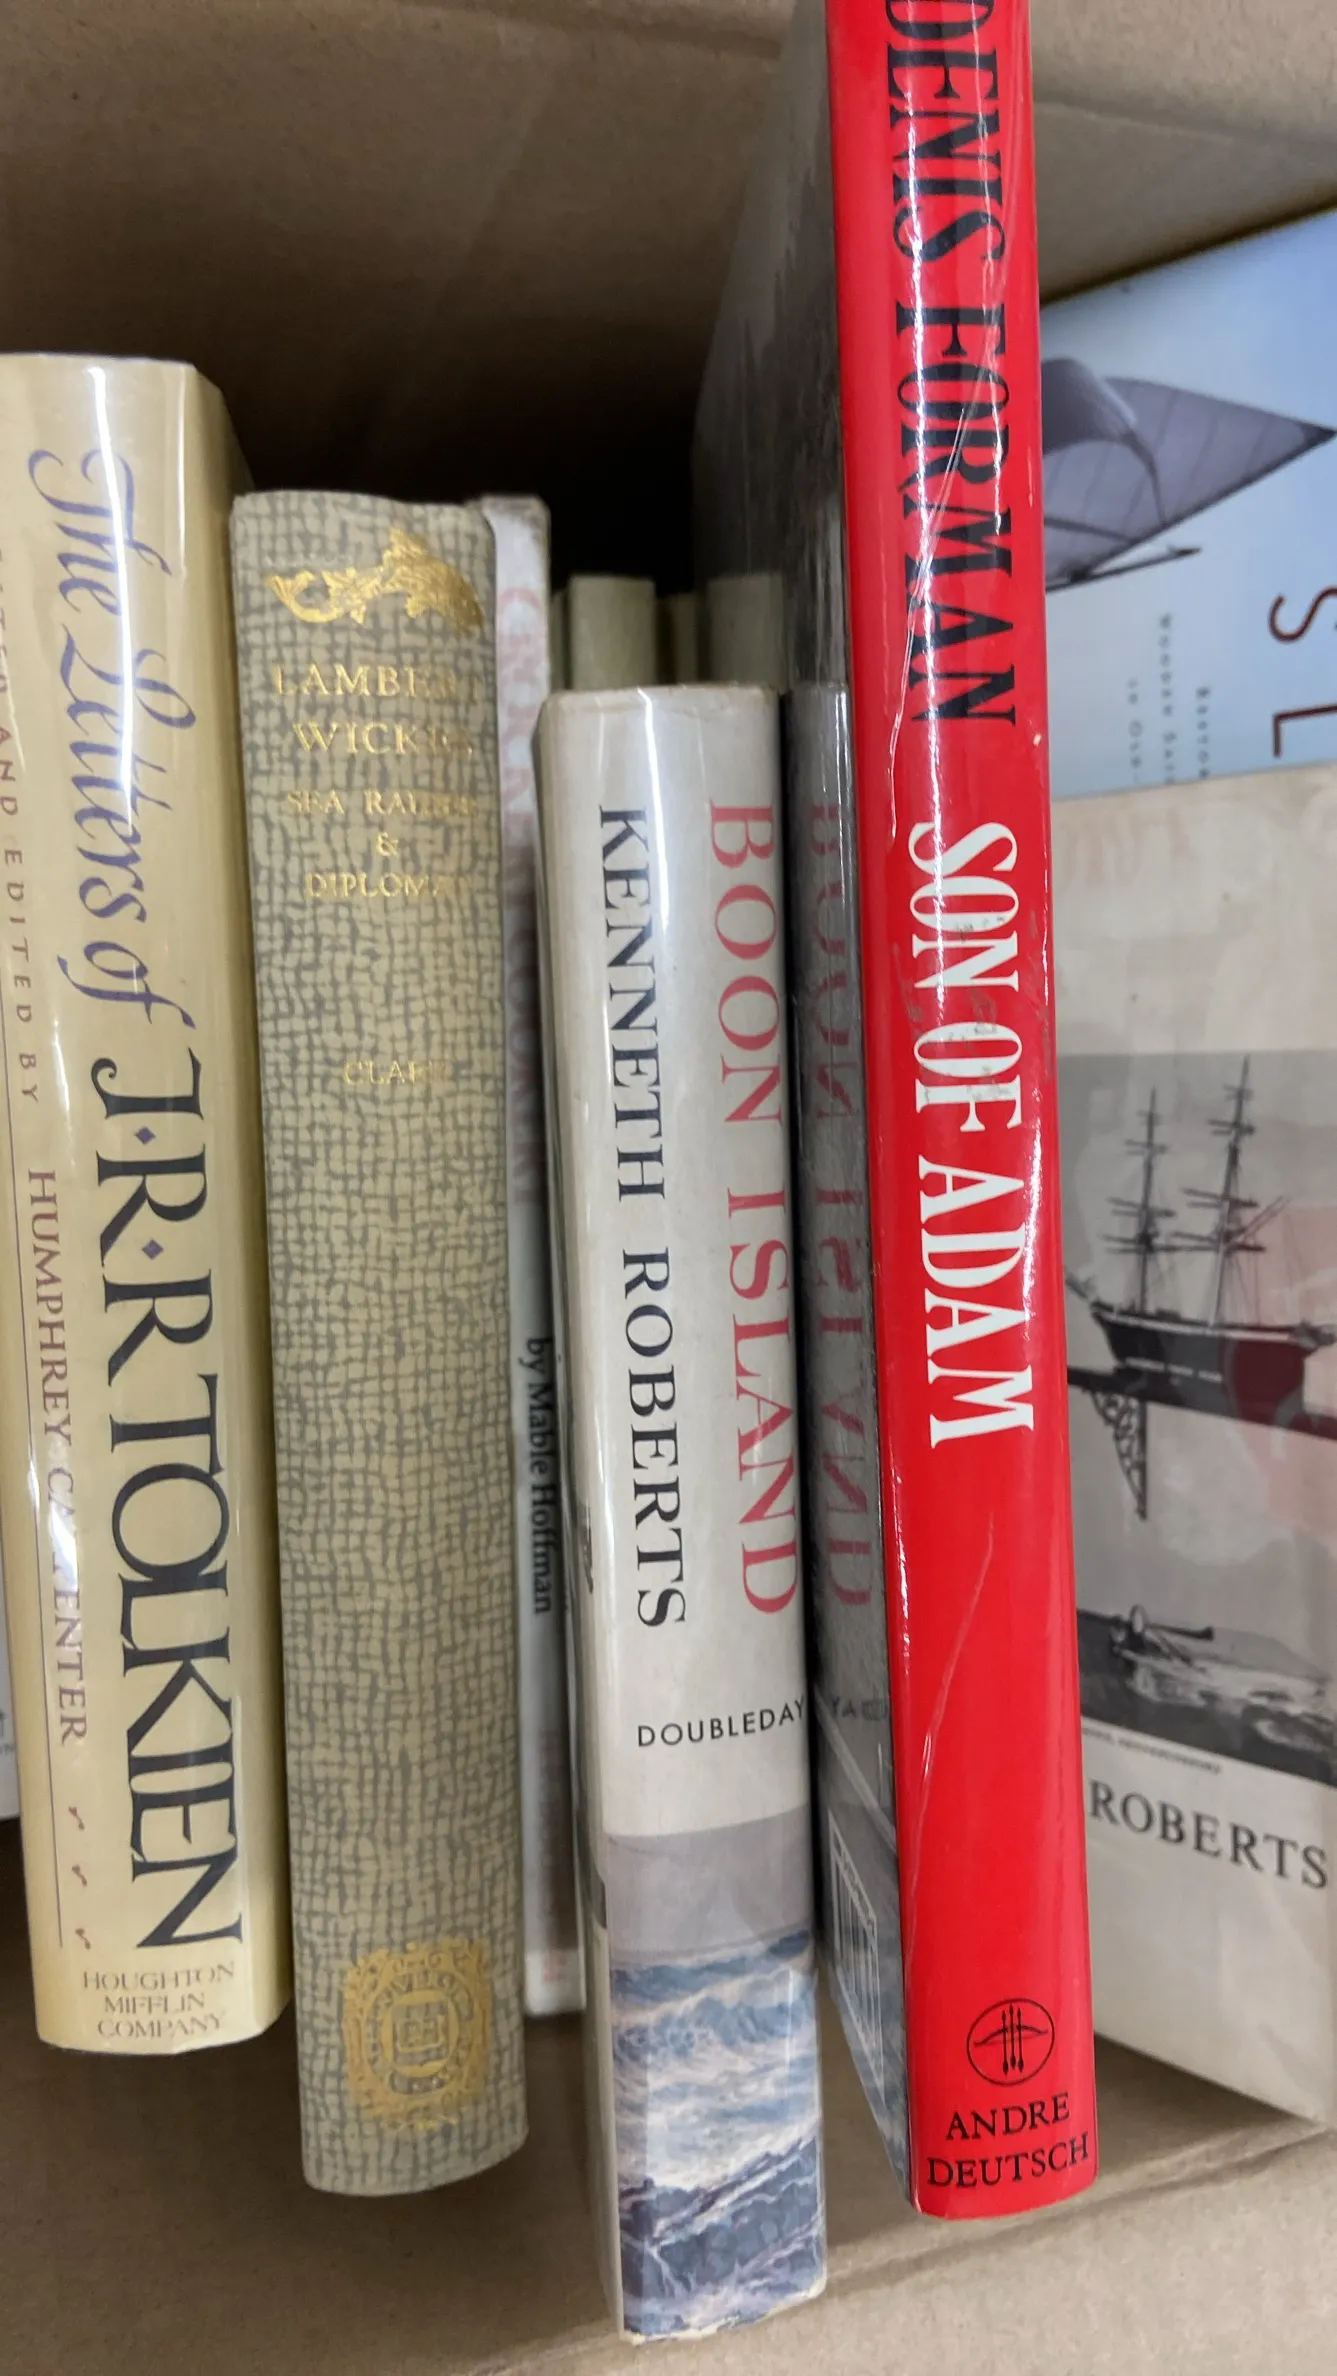 The Letters of
J·R·R TOLKIEN
AND EDITED BY HUMPHREY CARPENTER
HOUGHTON
MIFFLIN
COMPANY
LAMBERT
WICKES
SEA RAIDER
&
DIPLOMAT
CLARK
by Mable Hoffman
BOON ISLAND
KENNETH ROBERTS
DOUBLEDAY
DENIS FORMAN SON OF ADAM
ANDRE
DEUTSCH
ROBERTS